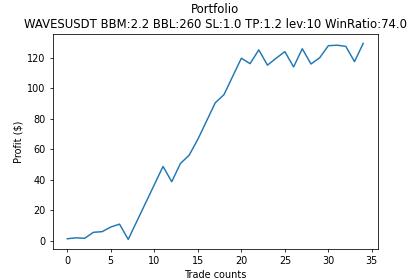 Portfolio
WAVESUSDT BBM:2.2 BBL:260 SL:1.0 TP:1.2 lev:10 WinRatio:74.0
120
100
80
60
40
20
0
Profit ($)
0 5 10 15 20 25 30 35
Trade counts